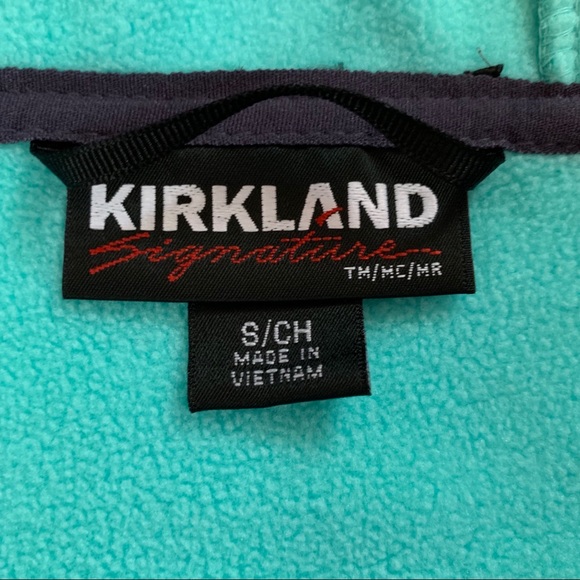 KIRKLAND
Signature
TM/MC/MR
S/CH
MADE IN
VIETNAM